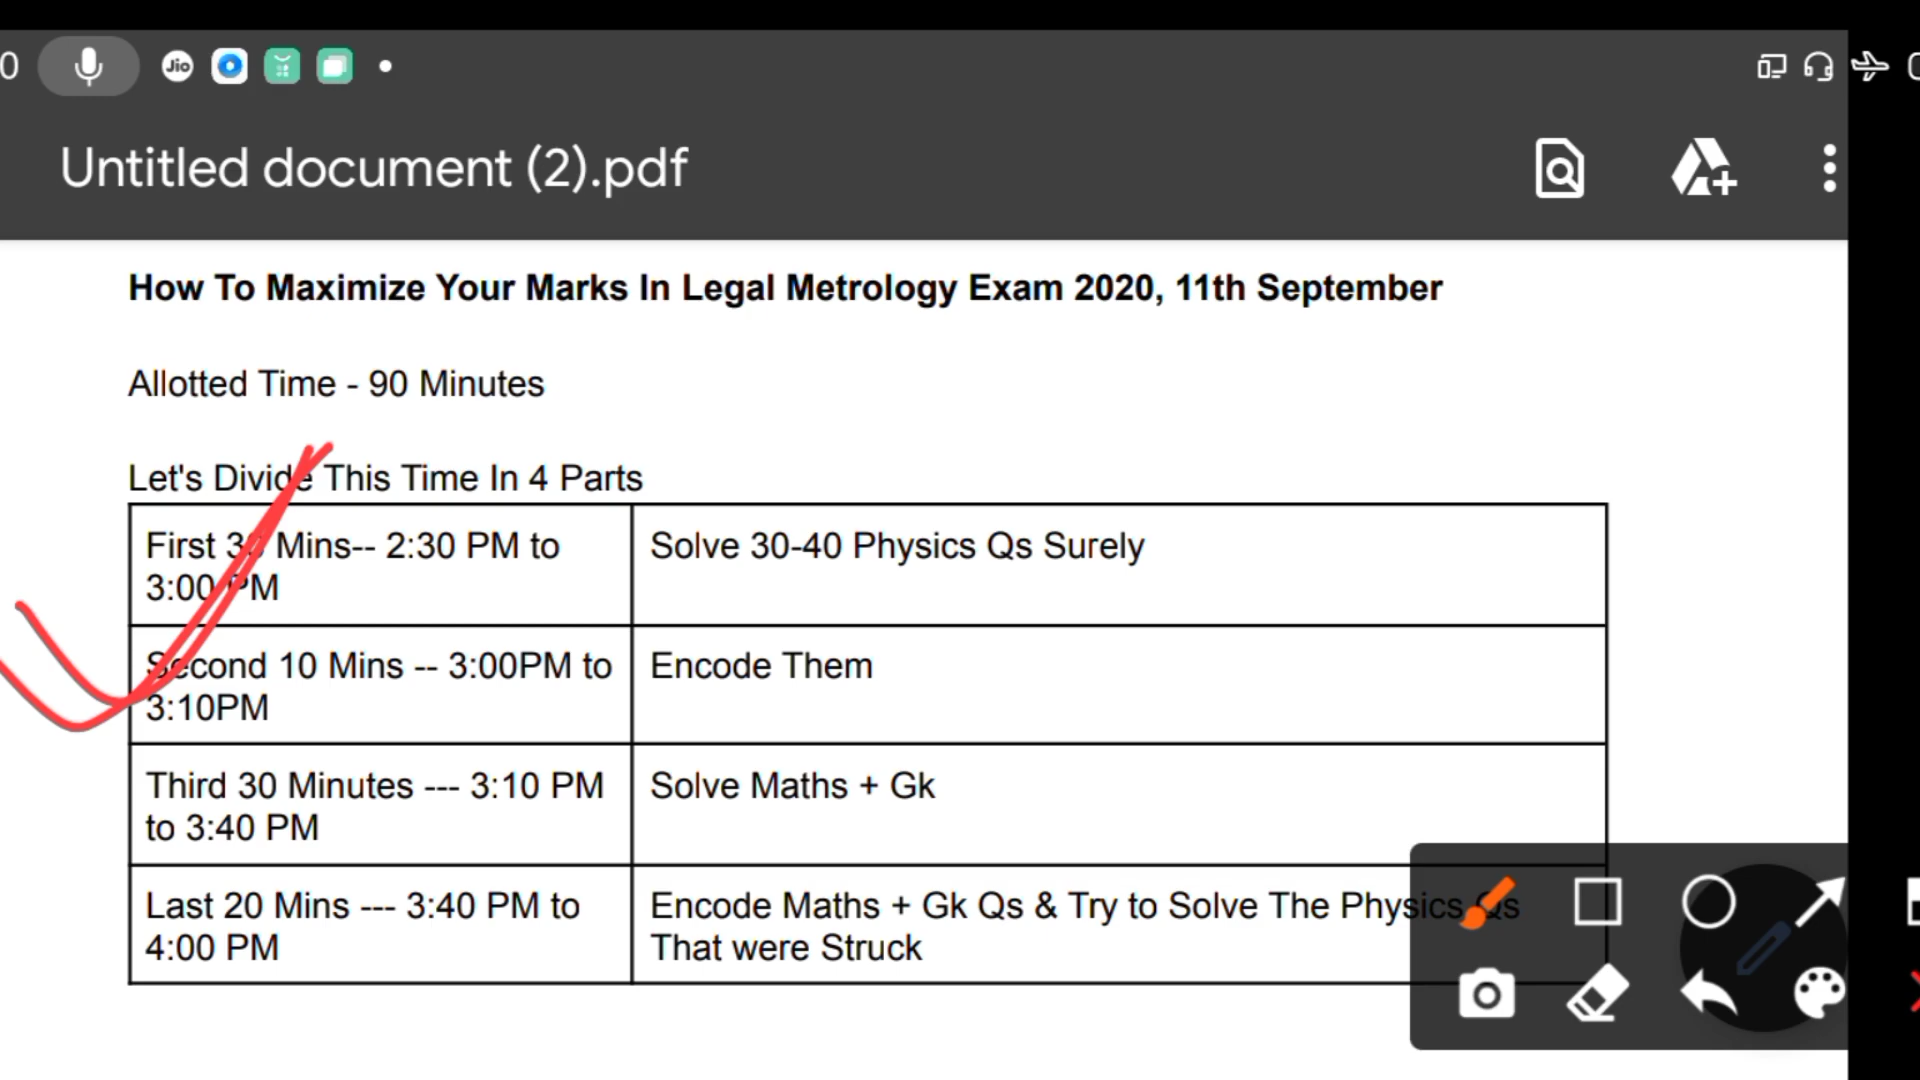 0
Jio
Untitled document (2).pdf
How To Maximize Your Marks In Legal Metrology Exam 2020, 11th September
Allotted Time - 90 Minutes
Let's Divide This Time In 4 Parts
First 30 Mins-- 2:30 PM to
3:00 PM
Solve 30-40 Physics Qs Surely
Second 10 Mins -- 3:00PM to
3:10PM
Encode Them
Third 30 Minutes --- 3:10 PM
to 3:40 PM
Solve Maths + Gk
Last 20 Mins --- 3:40 PM to
4:00 PM
Encode Maths + Gk Qs & Try to Solve The Physics Qs
That were Struck